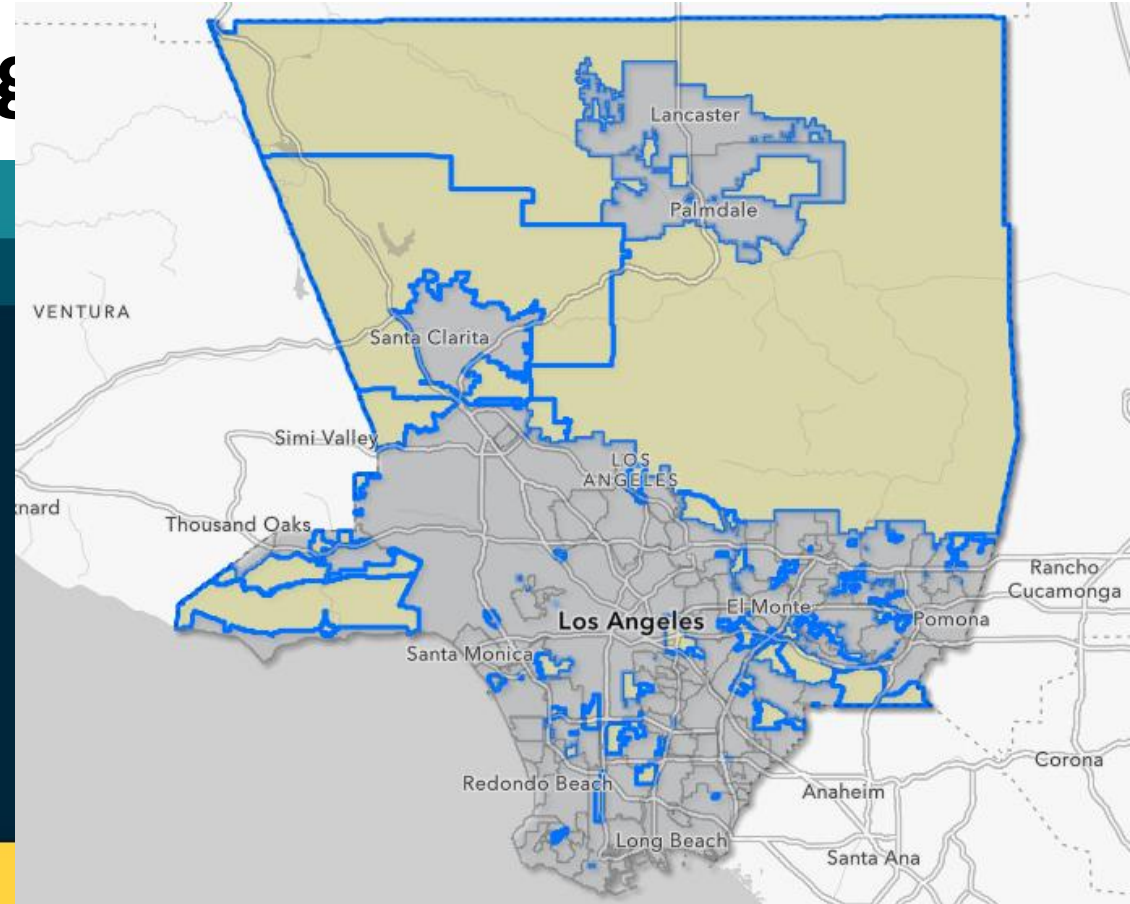 g
Lancaster
Palmdale
VENTURA
Santa Clarita
Simi Valley
LOS
ANGELES
nard
Thousand Oaks
Rancho
Cucamonga
El Monte
Los Angeles
Pomona
Santa Monica
Corona
Redondo Beach
Anaheim
Long Beach
Santa Ana